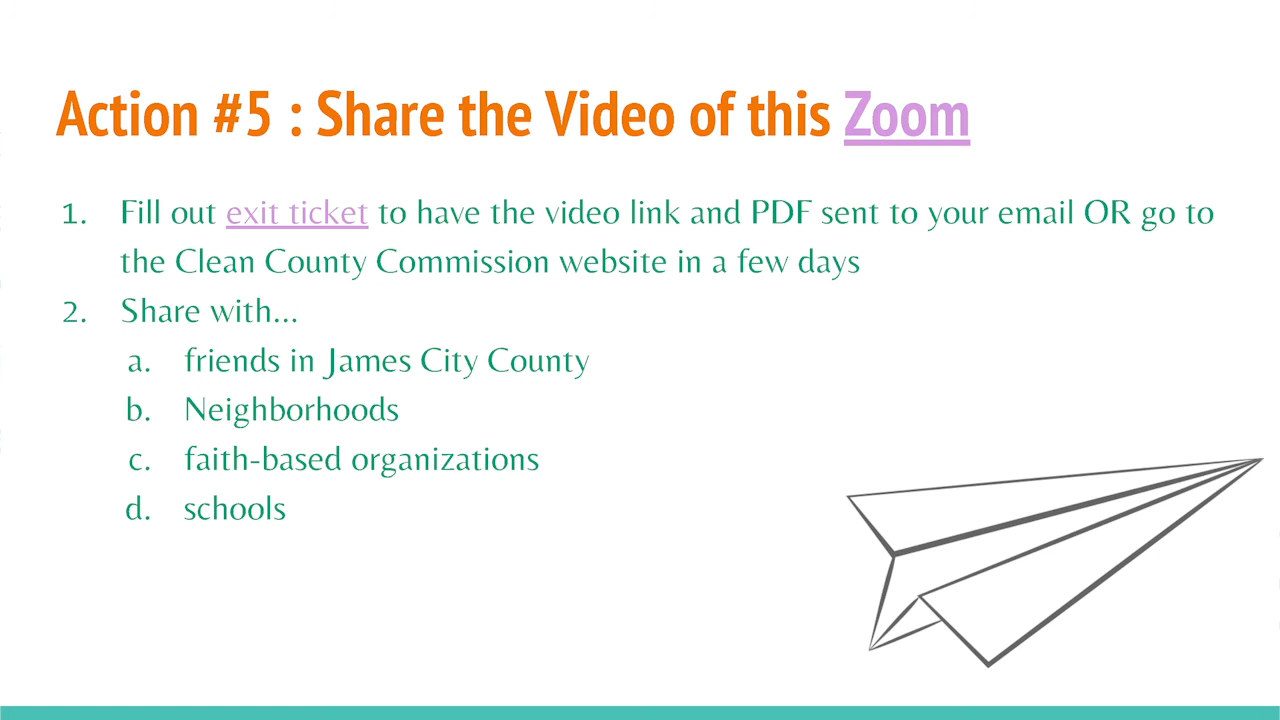 Action #5 : Share the Video of this Zoom
1. Fill out exit ticket to have the video link and PDF sent to your email OR go to
the Clean County Commission website in a few days
2. Share with...
a. friends in James City County
b. Neighborhoods
c. faith-based organizations
d. schools